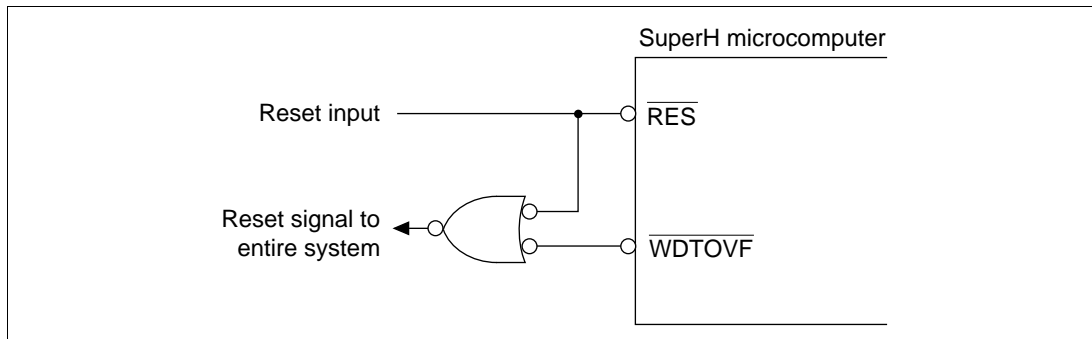 SuperH microcomputer
Reset input
RES
Reset signal to
entire system
WDTOVF